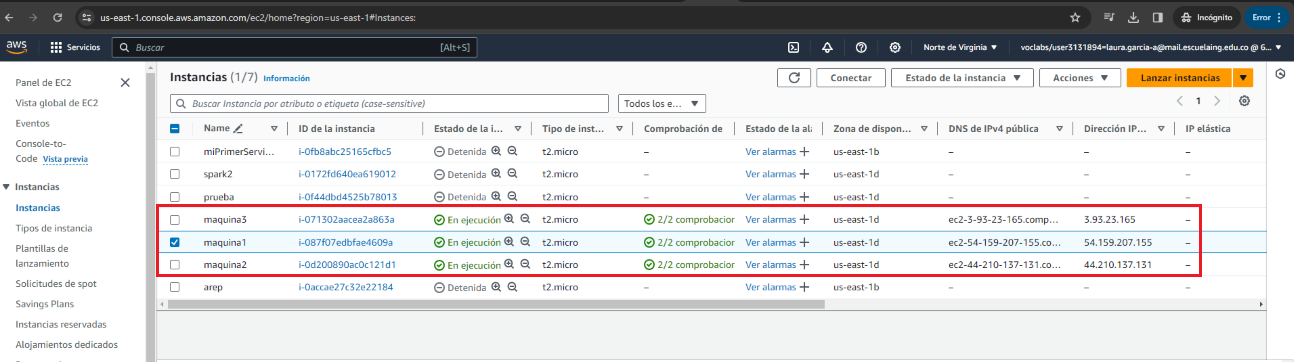 us-east-1.console.aws.amazon.com/ec2/home?region=us-east-1#Instances:
Incógnito
Error
aws
Servicios
Buscar
[Alt+S]
Norte de Virginia
voclabs/user3131894=laura.garcia-a@mail.escuelaing.edu.co @ 6...
Panel de EC2
Vista global de EC2
Eventos
Console-to-
Code Vista previa
Instancias
Instancias
Tipos de instancia
Plantillas de
lanzamiento
Solicitudes de spot
Savings Plans
Instancias reservadas
Alojamientos dedicados
Instancias (1/7) Información
Conectar
Estado de la instancia
Acciones
Lanzar instancias
Buscar Instancia por atributo o etiqueta (case-sensitive)
Todos los e...
1
Name ID de la instancia Estado de la i... Tipo de inst... Comprobación de Estado de la ala Zona de dispon... DNS de IPv4 pública Dirección IP... IP elástica
miPrimerServi... i-0fb8abc25165cfbc5 Detenida t2.micro – Ver alarmas us-east-1b – – –
spark2 i-0172fd640ea619012 Detenida t2.micro – Ver alarmas us-east-1d – – –
prueba i-0f44dbd4525b78013 Detenida t2.micro – Ver alarmas us-east-1d – – –
maquina3 i-071302aacea2a863a En ejecución t2.micro 2/2 comprobacior Ver alarmas us-east-1d ec2-3-93-23-165.comp... 3.93.23.165 –
maquina1 i-087f07edbfae4609a En ejecución t2.micro 2/2 comprobacior Ver alarmas us-east-1d ec2-54-159-207-155.co... 54.159.207.155 –
maquina2 i-0d200890ac0c121d1 En ejecución t2.micro 2/2 comprobacior Ver alarmas us-east-1d ec2-44-210-137-131.co... 44.210.137.131 –
arep i-0accae27c32e22184 Detenida t2.micro – Ver alarmas us-east-1b – – –